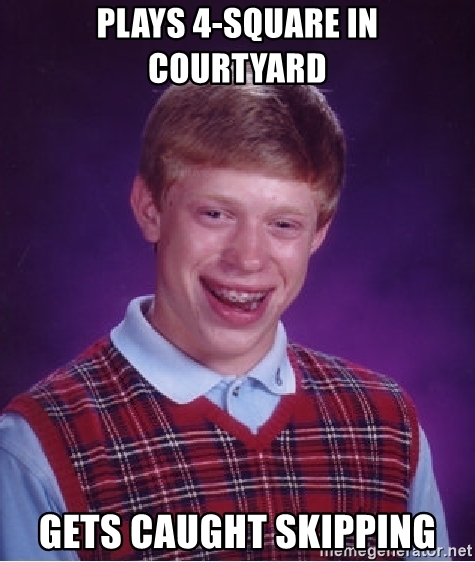 PLAYS 4-SQUARE IN
COURTYARD
GETS CAUGHT SKIPPING
memegenerator.net